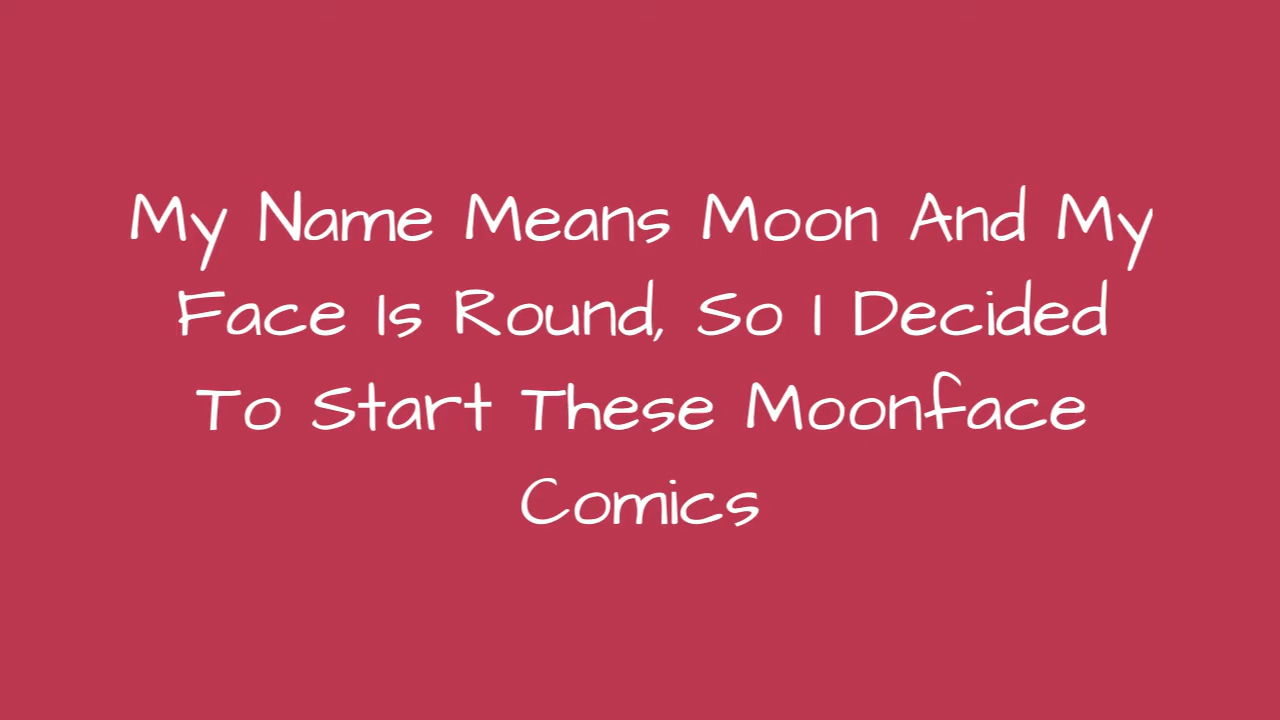 My Name Means Moon And My
Face Is Round, So I Decided
To Start These Moonface
Comics